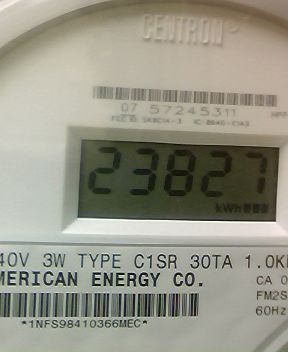 CENTRON
07 57245311
23827
kWh
40V 3W TYPE C1SR 30TA 1.0K
MERICAN ENERGY CO.
CA 0
FM2S
60Hz
*1NFS98410366MEC*